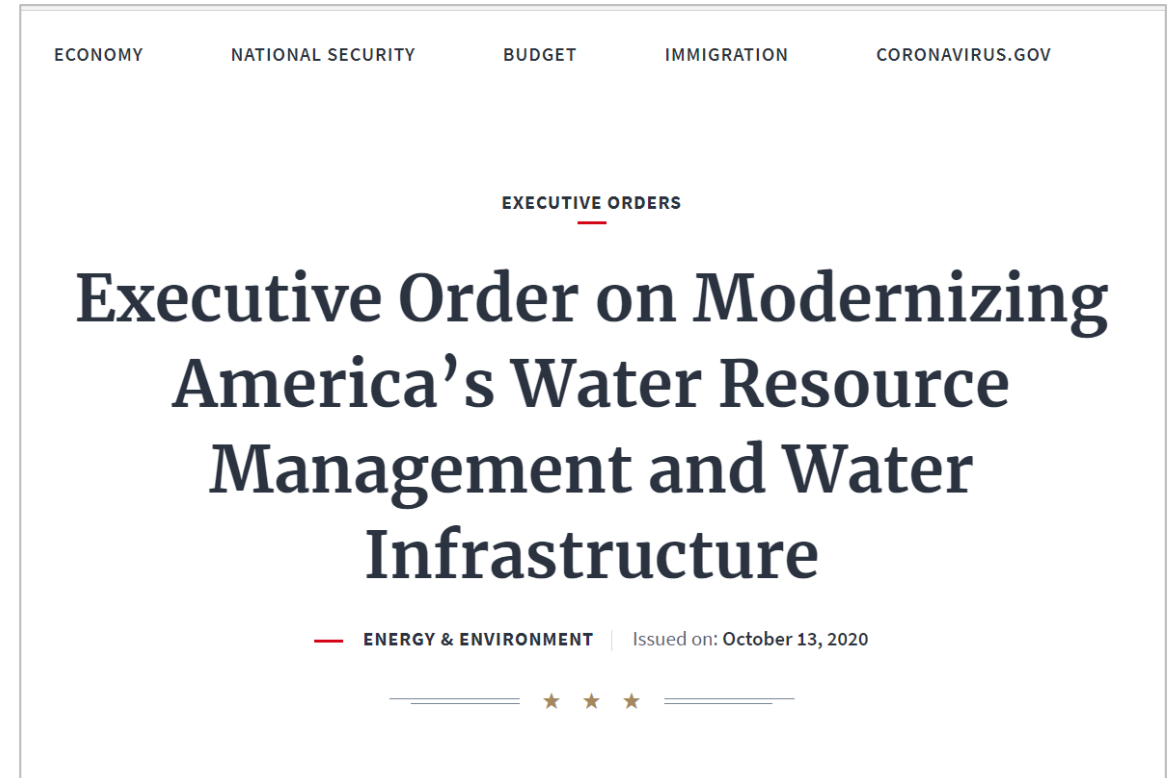 ECONOMY NATIONAL SECURITY BUDGET IMMIGRATION CORONAVIRUS.GOV
EXECUTIVE ORDERS
Executive Order on Modernizing
America’s Water Resource
Management and Water
Infrastructure
ENERGY & ENVIRONMENT Issued on: October 13, 2020